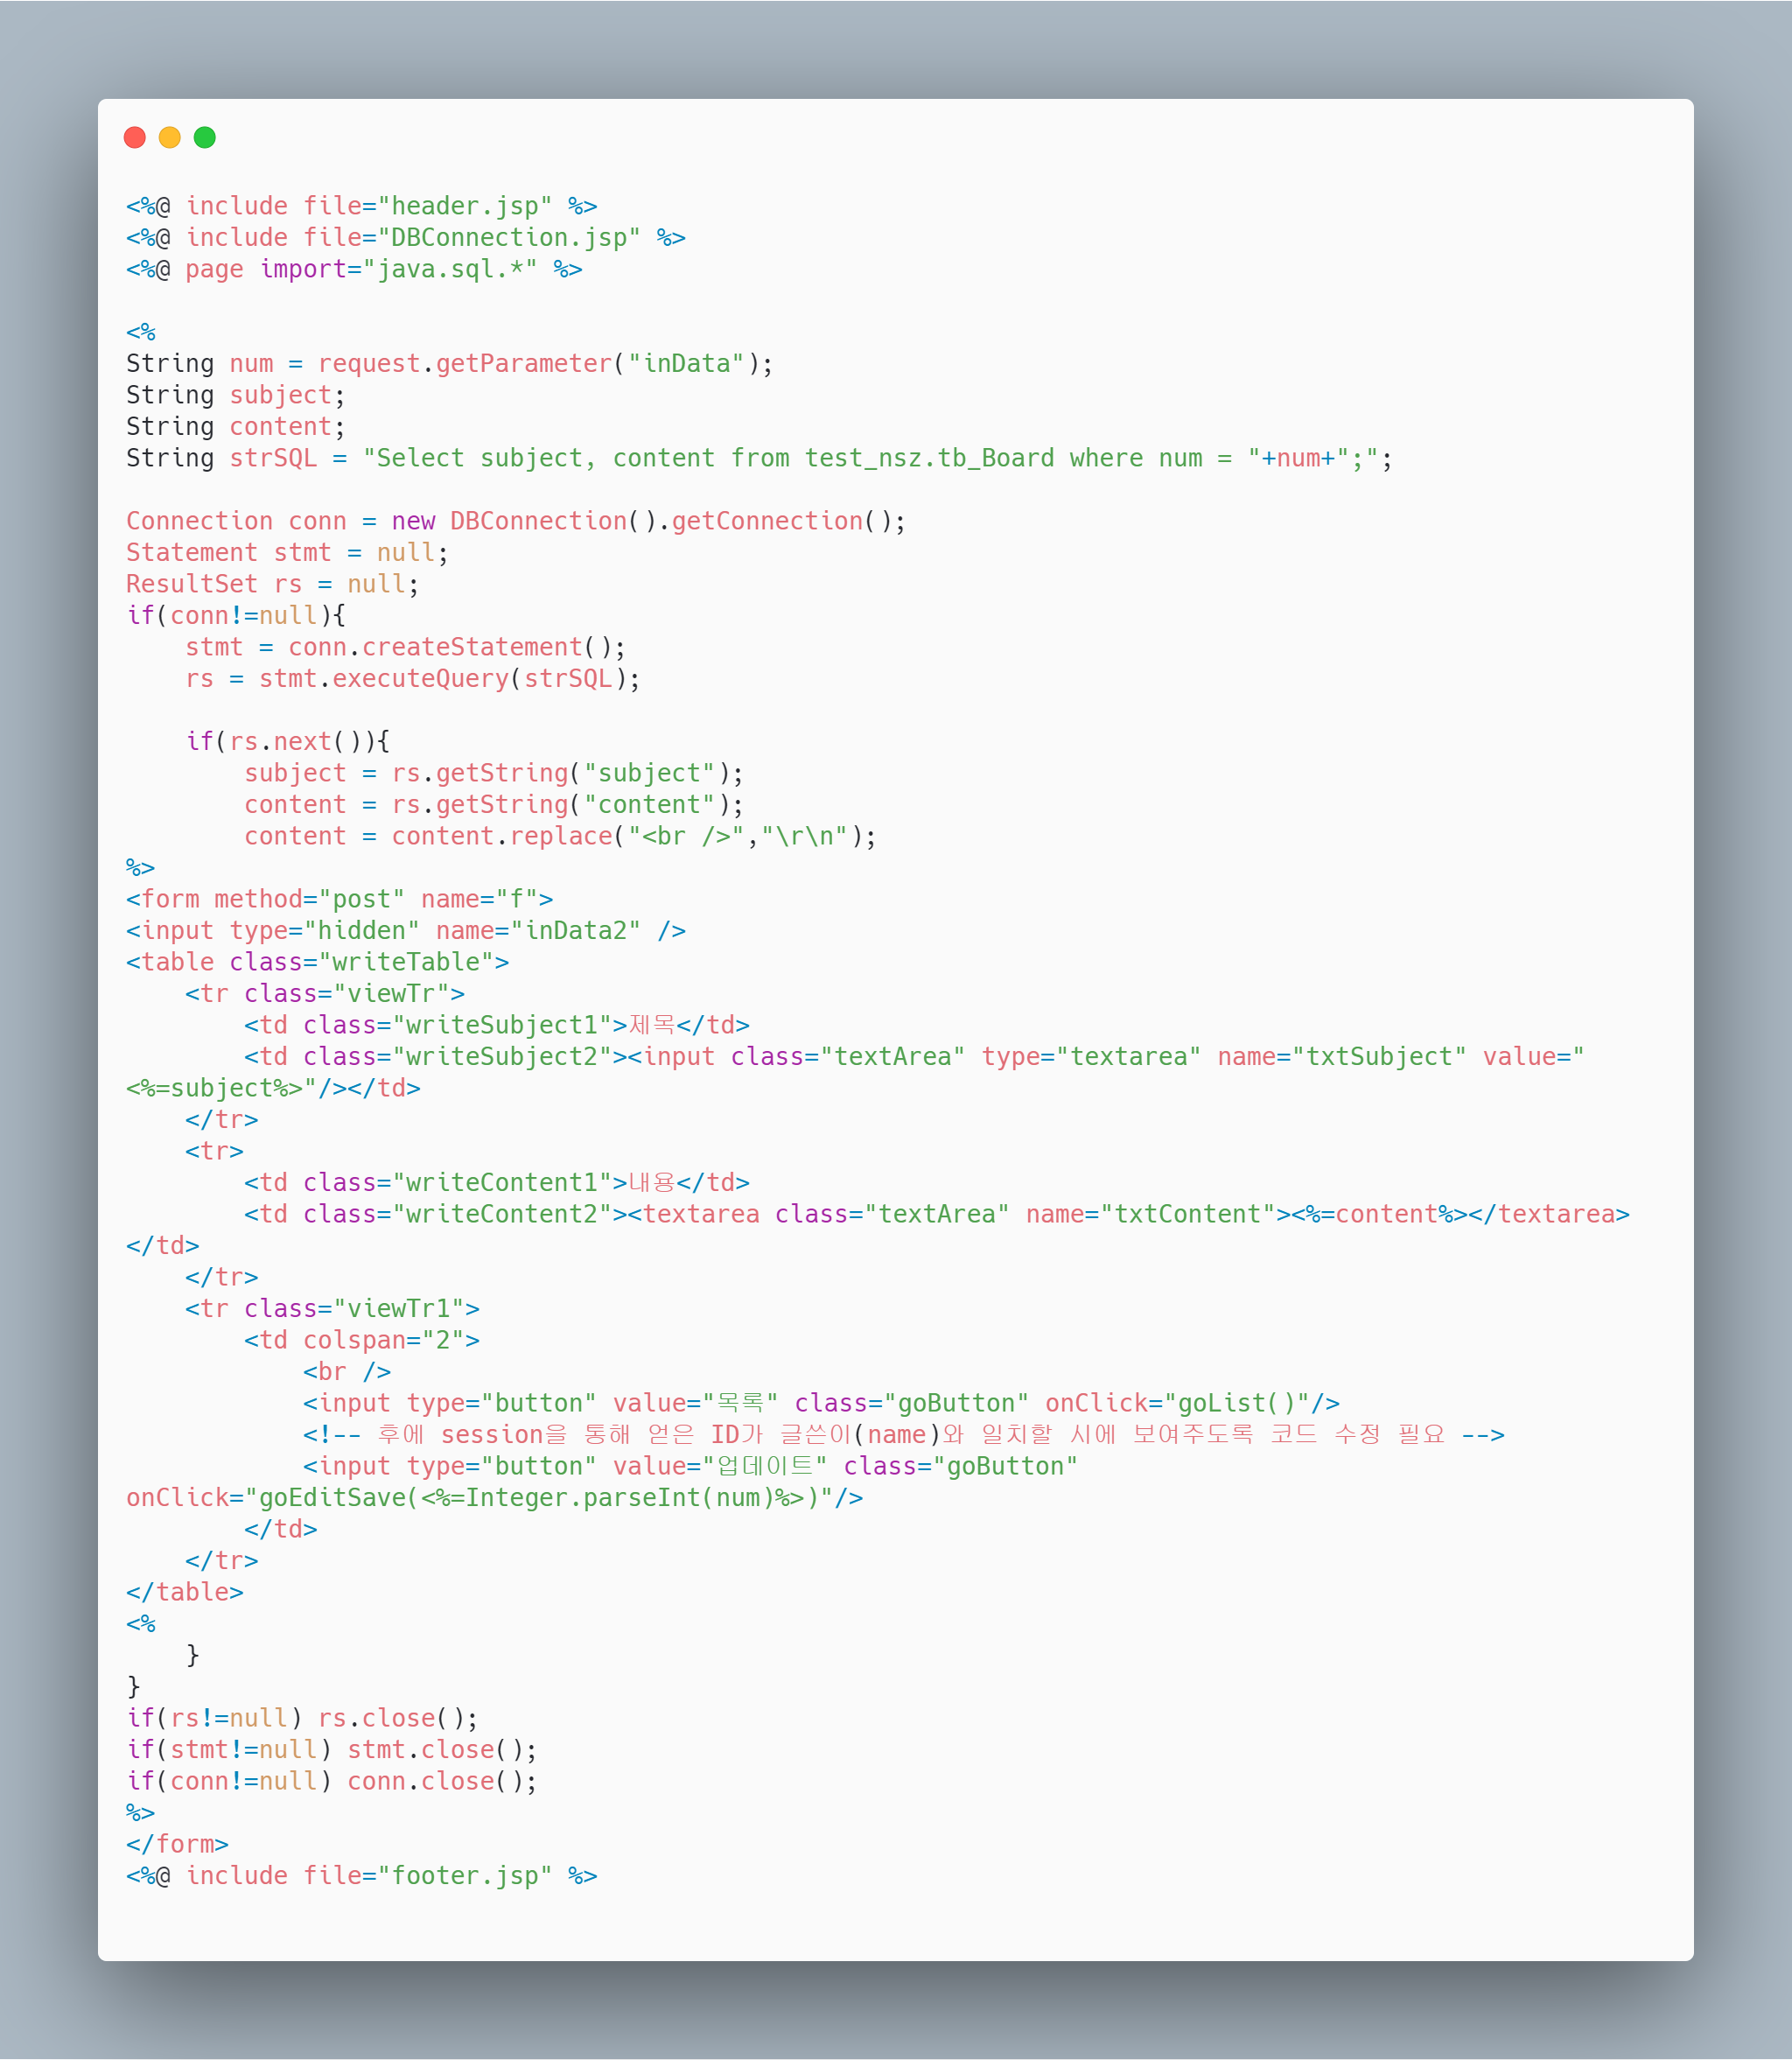 <%@ include file="header.jsp" %>
<%@ include file="DBConnection.jsp" %>
<%@ page import="java.sql.*" %>

<%
String num = request.getParameter("inData");
String subject;
String content;
String strSQL = "Select subject, content from test_nsz.tb_Board where num = "+num+";";

Connection conn = new DBConnection().getConnection();
Statement stmt = null;
ResultSet rs = null;
if(conn!=null){
    stmt = conn.createStatement();
    rs = stmt.executeQuery(strSQL);

    if(rs.next()){
        subject = rs.getString("subject");
        content = rs.getString("content");
        content = content.replace("<br />","\r\n");
%>
<form method="post" name="f">
<input type="hidden" name="inData2" />
<table class="writeTable">
    <tr class="viewTr">
        <td class="writeSubject1">제목</td>
        <td class="writeSubject2"><input class="textArea" type="textarea" name="txtSubject" value="
<%=subject%>"/></td>
    </tr>
    <tr>
        <td class="writeContent1">내용</td>
        <td class="writeContent2"><textarea class="textArea" name="txtContent"><%=content%></textarea>
</td>
    </tr>
    <tr class="viewTr1">
        <td colspan="2">
            <br />
            <input type="button" value="목록" class="goButton" onClick="goList()"/>
            <!-- 후에 session을 통해 얻은 ID가 글쓴이(name)와 일치할 시에 보여주도록 코드 수정 필요 -->
            <input type="button" value="업데이트" class="goButton"
onClick="goEditSave(<%=Integer.parseInt(num)%>)"/>
        </td>
    </tr>
</table>
<%
    }
}
if(rs!=null) rs.close();
if(stmt!=null) stmt.close();
if(conn!=null) conn.close();
%>
</form>
<%@ include file="footer.jsp" %>